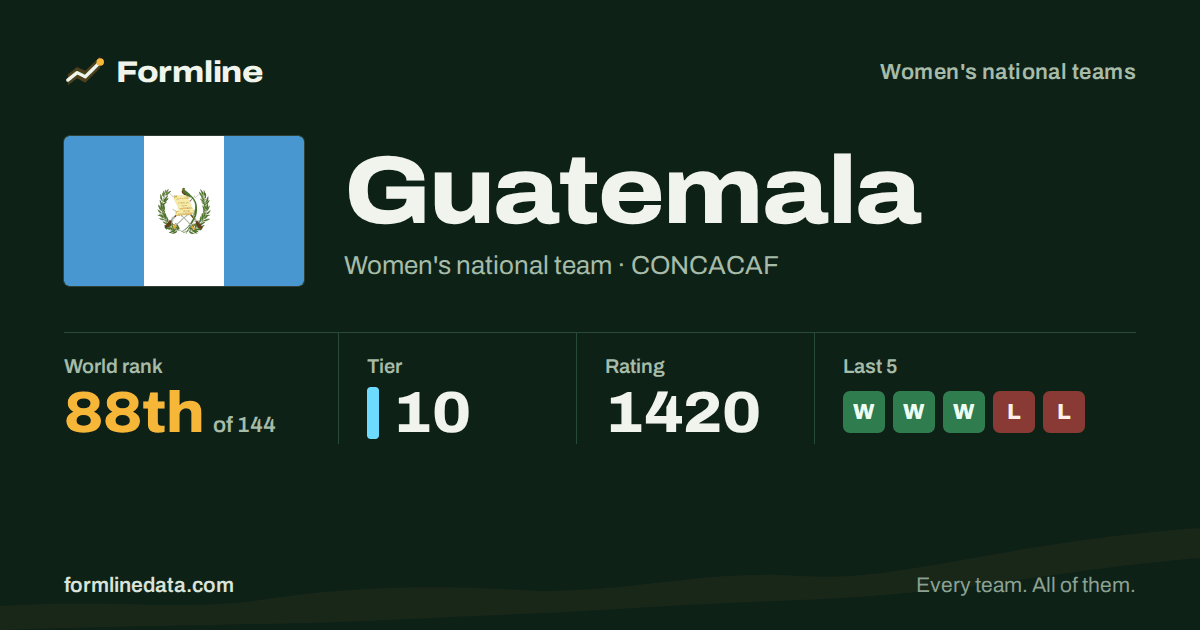 Formline
Women's national teams
Guatemala
Women's national team · CONCACAF
World rank
88th of 144
Tier
10
Rating
1420
Last 5
W W W L L
formlinedata.com
Every team. All of them.